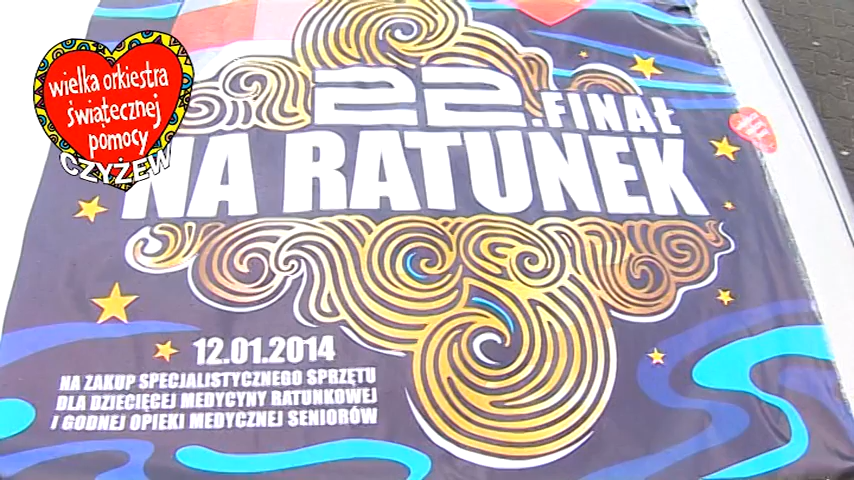 wielka orkiestra
świątecznej
pomocy
CZYŻEW
22.FINAŁ
NA RATUNEK
12.01.2014
NA ZAKUP SPECJALISTYCZNEGO SPRZĘTU
DLA DZIECIĘCEJ MEDYCYNY RATUNKOWEJ
I GODNEJ OPIEKI MEDYCZNEJ SENIORÓW